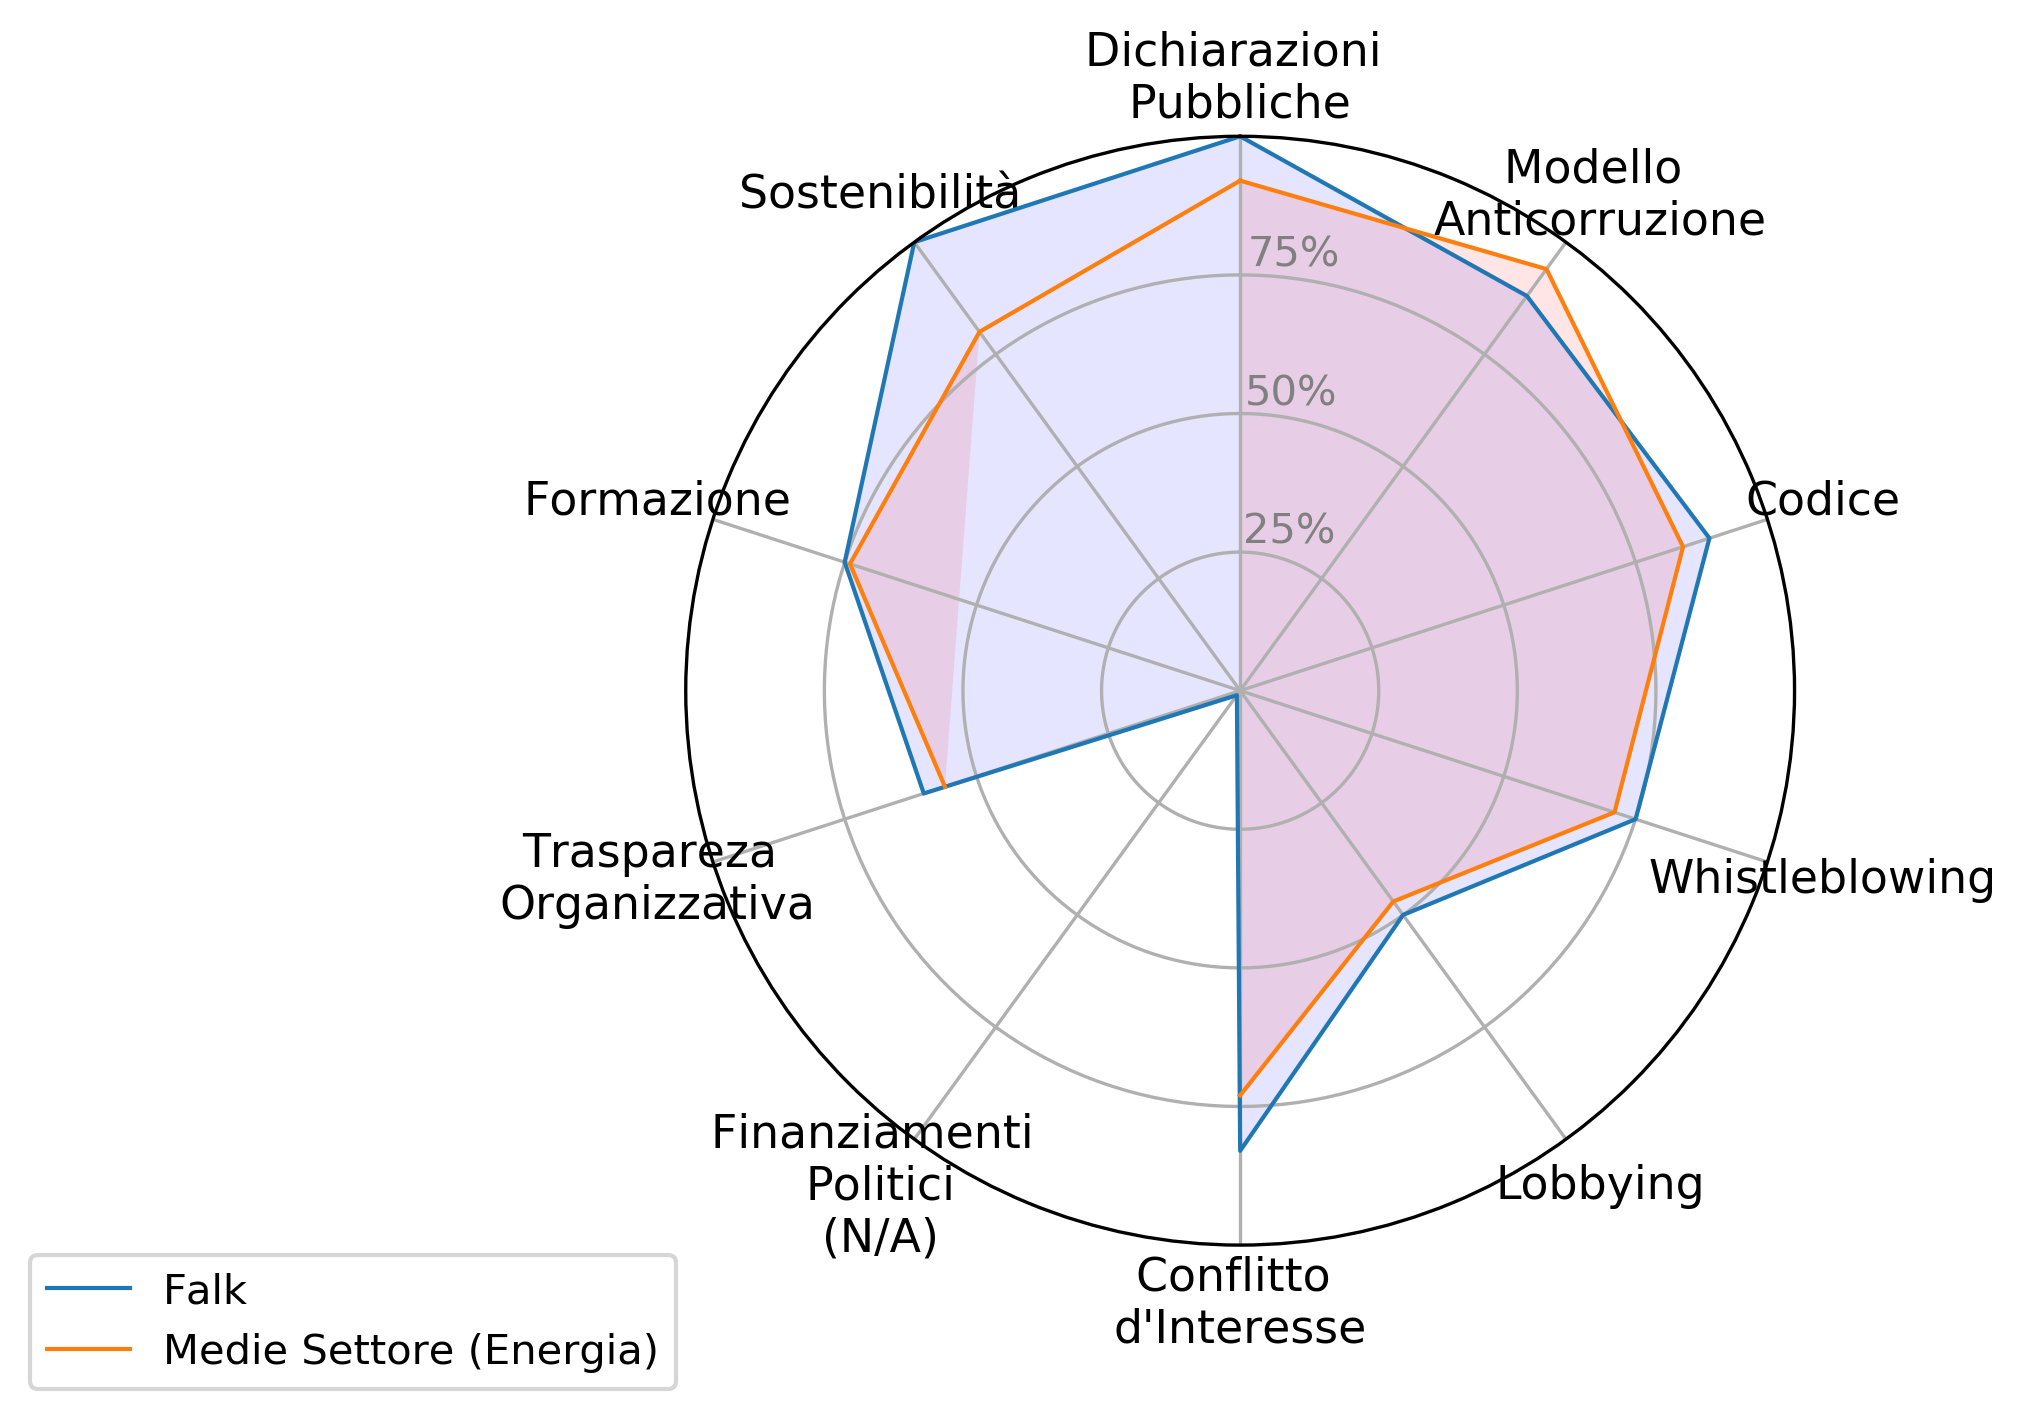 Dichiarazioni
Pubbliche
Modello
Anticorruzione
Sostenibilità
75%
50%
25%
Formazione
Codice
Traspareza
Organizzativa
Whistleblowing
Finanziamenti
Politici
(N/A)
Lobbying
Conflitto
d'Interesse
Falk
Medie Settore (Energia)